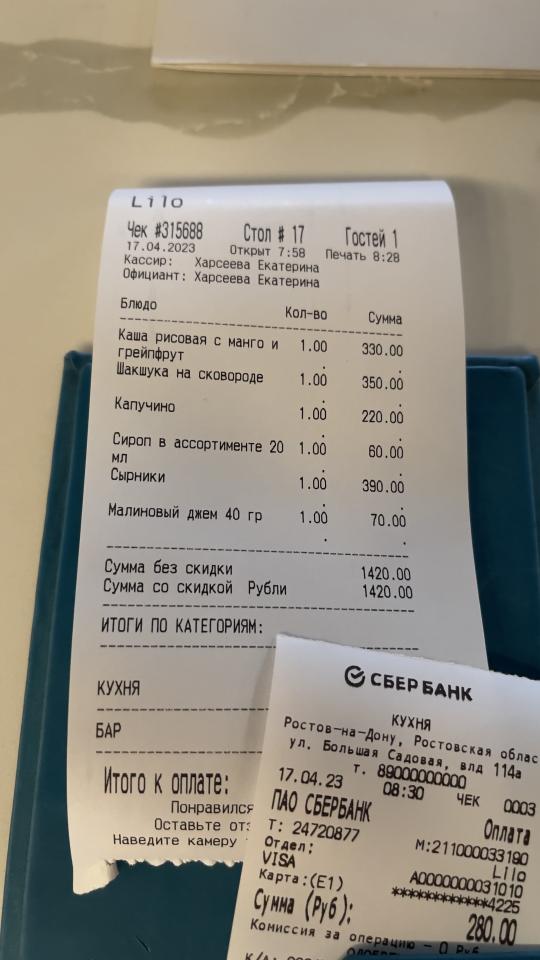 Lilo
Чек #315688 Стол # 17 Гостей 1
17.04.2023 Открыт 7:58 Печать 8:28
Кассир: Харсеева Екатерина
Официант: Харсеева Екатерина
Блюдо Кол-во Сумма
Каша рисовая с манго и 1.00 330.00
грейпфрут
Шакшука на сковороде 1.00 350.00
Капучино 1.00 220.00
Сироп в ассортименте 20 1.00 60.00
мл
Сырники 1.00 390.00
Малиновый джем 40 гр 1.00 70.00
Сумма без скидки 1420.00
Сумма со скидкой Рубли 1420.00
ИТОГИ ПО КАТЕГОРИЯМ:
КУХНЯ
БАР
Итого к оплате:
Понравился
Оставьте
Наведите камеру
СБЕРБАНК
КУХНЯ
Ростов-на-Дону, Ростовская облас
ул. Большая Садовая, влд 114а
т. 89000000000
17.04.23 08:30 ЧЕК 0003
ПАО СБЕРБАНК Оплата
Т: 24720877 М:211000033190
Отдел: Lilo
VISA A0000000031010
Карта:(E1) ************4225
Сумма (Руб): 280.00
Комиссия за операцию – 0 Руб